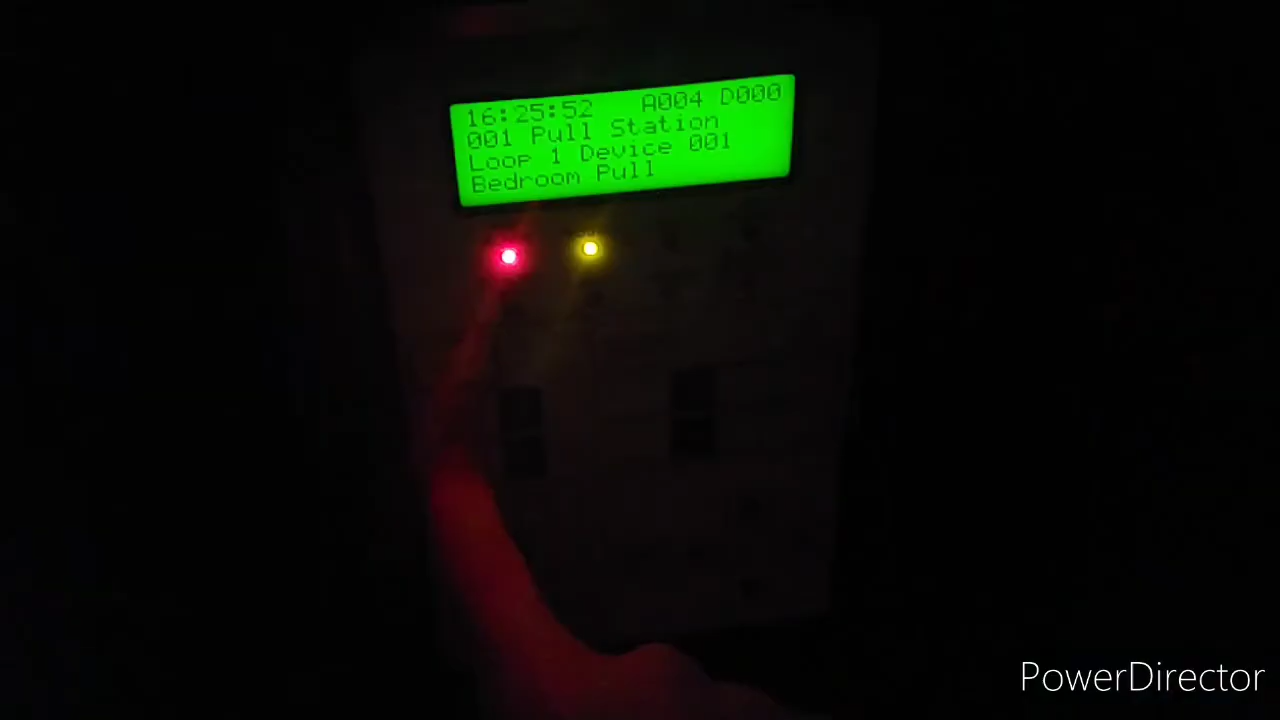 16:25:52 A004 D000
001 Pull Station
Loop 1 Device 001
Bedroom Pull
PowerDirector